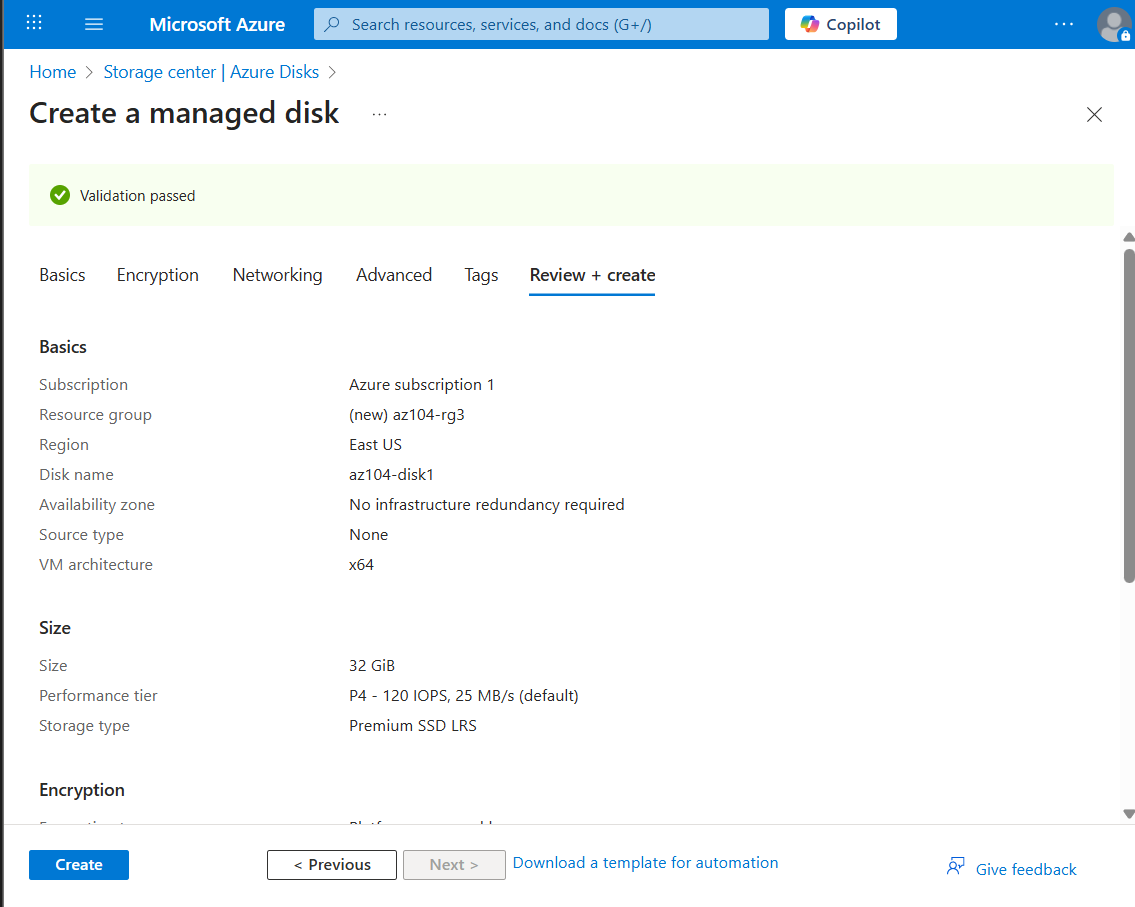 Microsoft Azure
Search resources, services, and docs (G+/)
Copilot
Home > Storage center | Azure Disks >
Create a managed disk ...
Validation passed
Basics Encryption Networking Advanced Tags Review + create
Basics
Subscription Azure subscription 1
Resource group (new) az104-rg3
Region East US
Disk name az104-disk1
Availability zone No infrastructure redundancy required
Source type None
VM architecture x64
Size
Size 32 GiB
Performance tier P4 - 120 IOPS, 25 MB/s (default)
Storage type Premium SSD LRS
Encryption
Create < Previous Next > Download a template for automation Give feedback